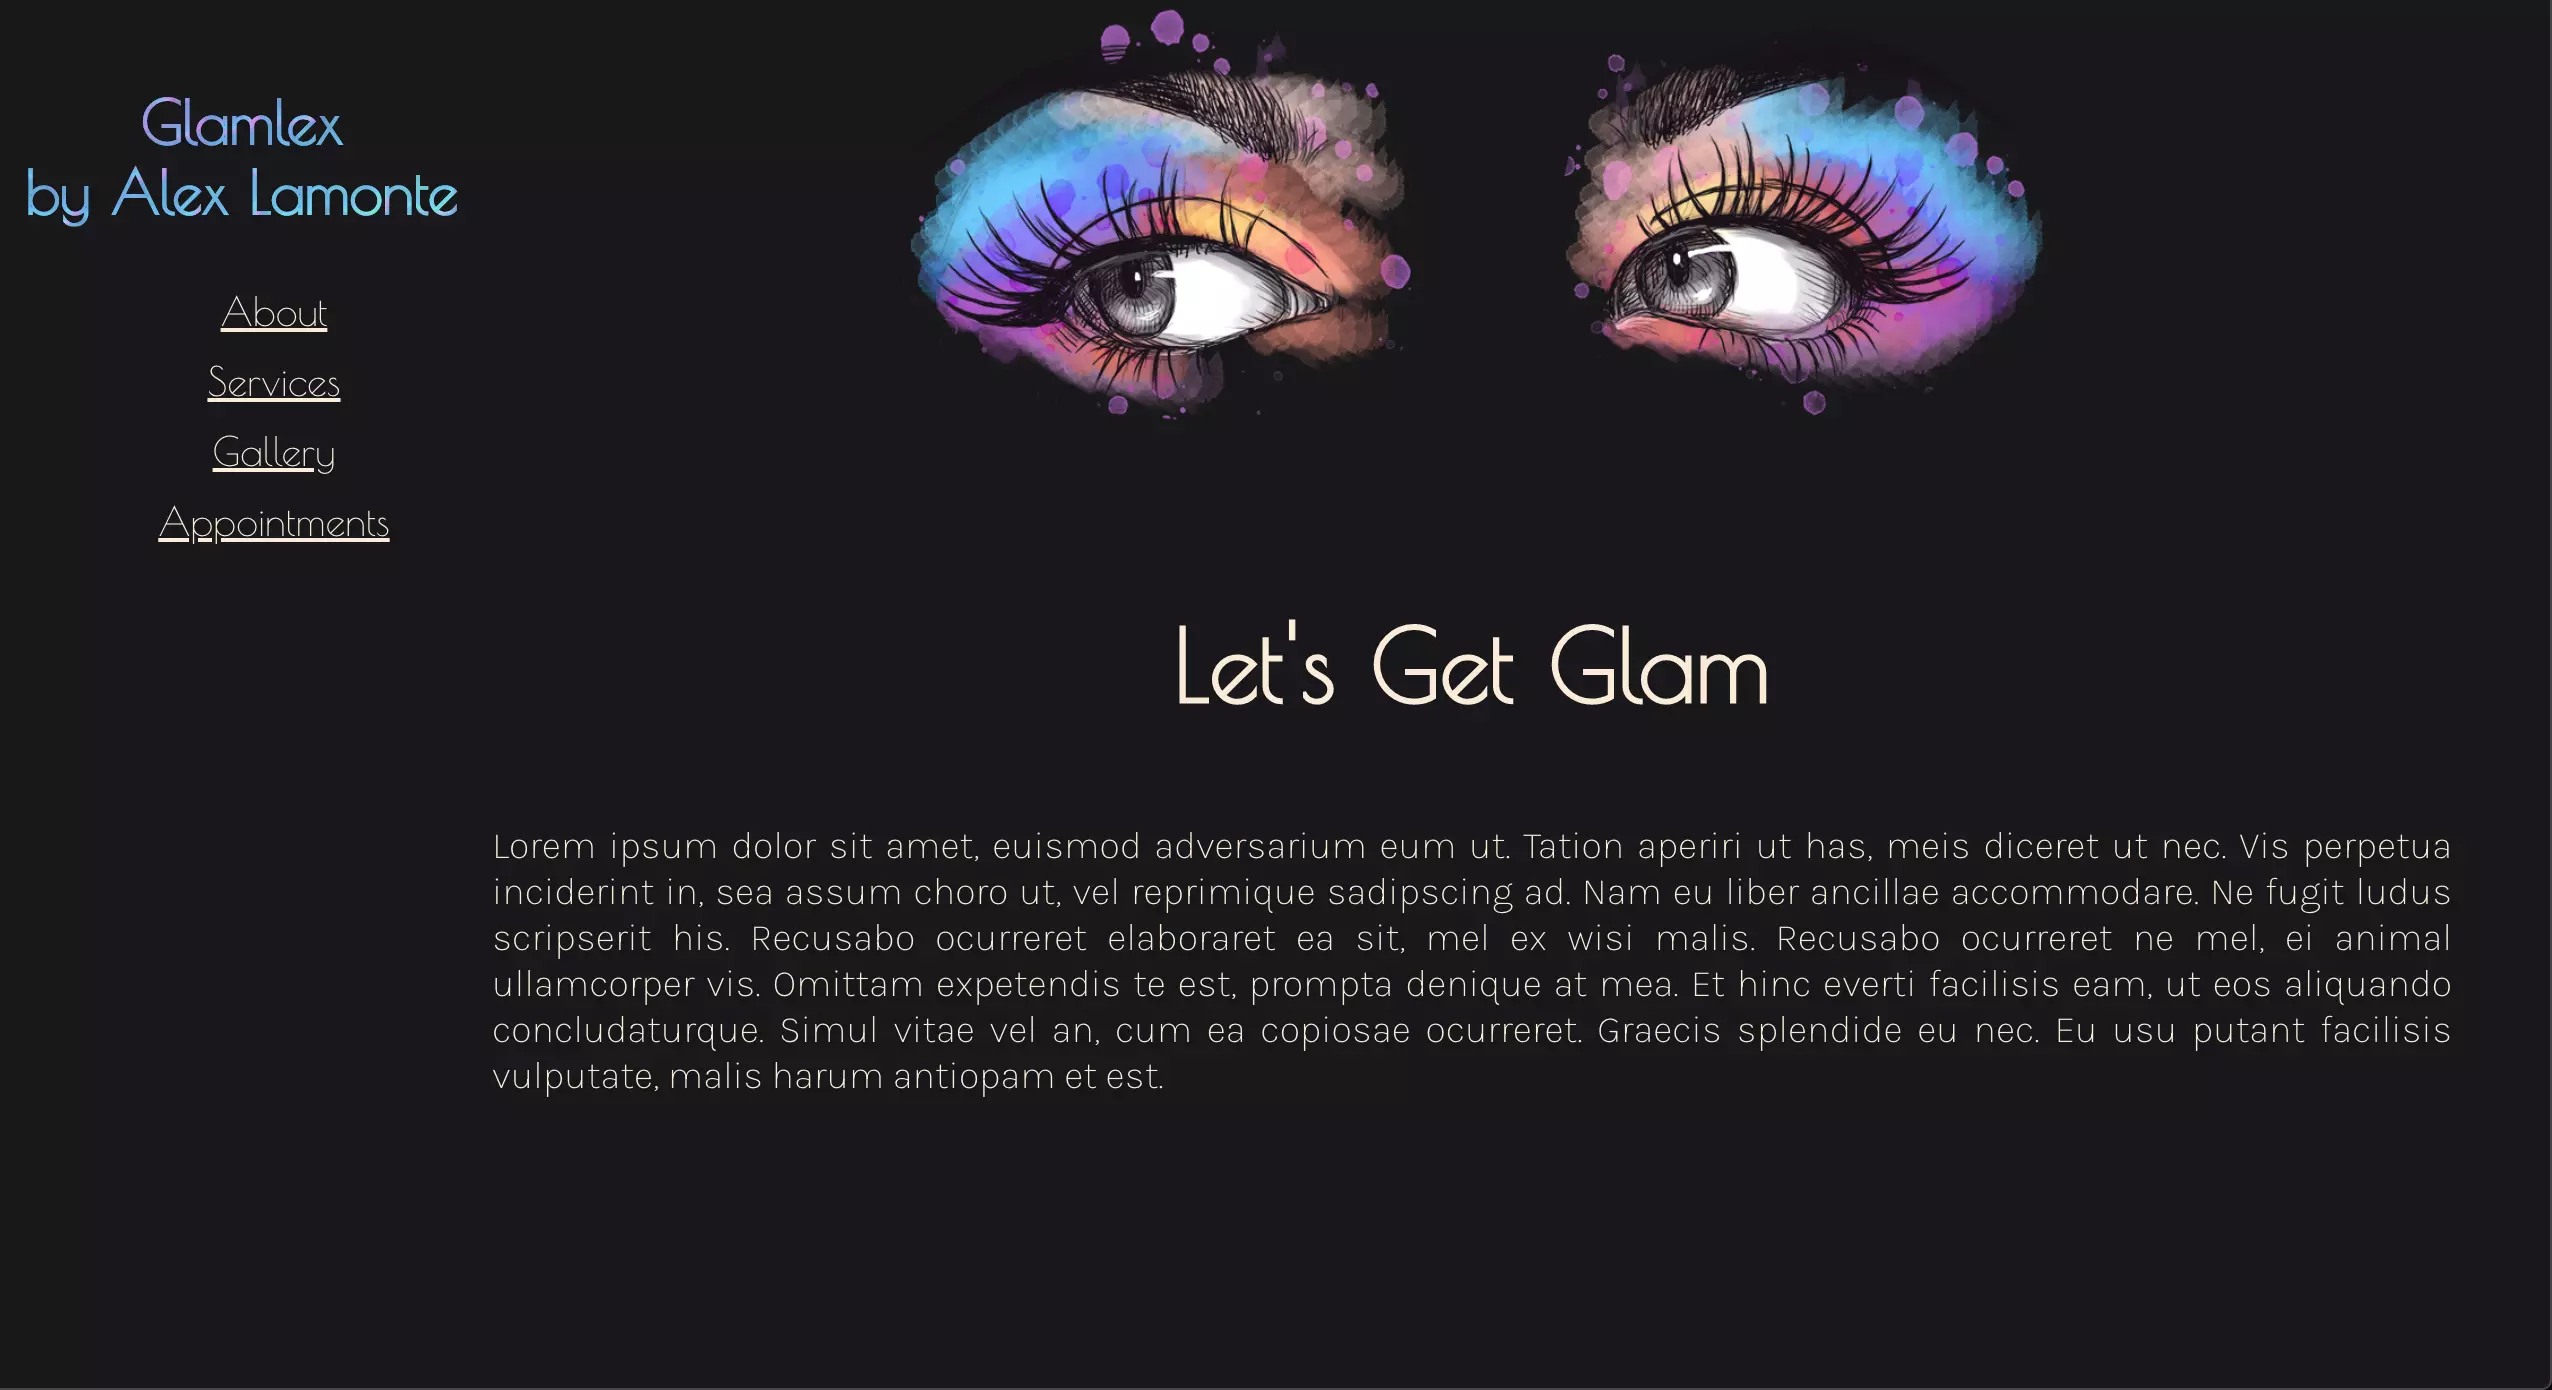 Glamlex
by Alex Lamonte
About
Services
Gallery
Appointments
Let's Get Glam
Lorem ipsum dolor sit amet, euismod adversarium eum ut. Tation aperiri ut has, meis diceret ut nec. Vis perpetua
inciderint in, sea assum choro ut, vel reprimique sadipscing ad. Nam eu liber ancillae accommodare. Ne fugit ludus
scripserit his. Recusabo ocurreret elaboraret ea sit, mel ex wisi malis. Recusabo ocurreret ne mel, ei animal
ullamcorper vis. Omittam expetendis te est, prompta denique at mea. Et hinc everti facilisis eam, ut eos aliquando
concludaturque. Simul vitae vel an, cum ea copiosae ocurreret. Graecis splendide eu nec. Eu usu putant facilisis
vulputate, malis harum antiopam et est.